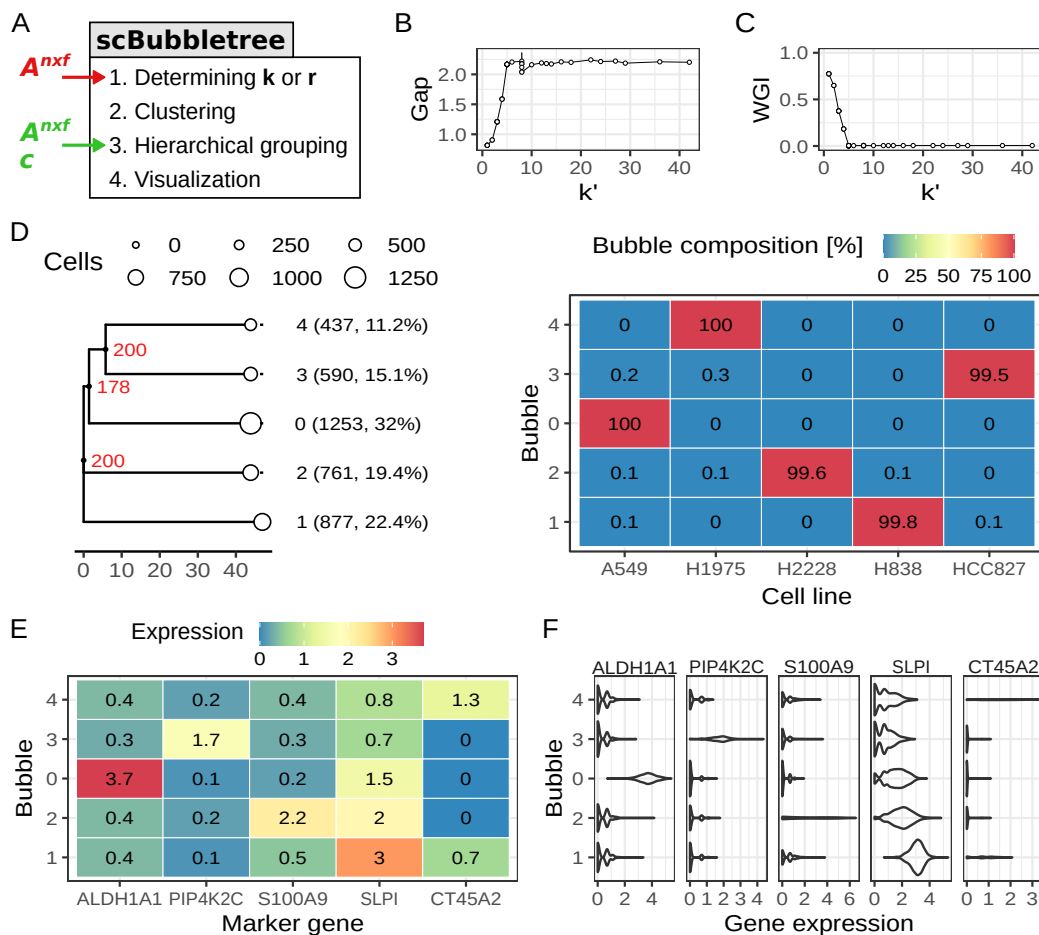 A
scBubbletree
A^nxf
1. Determining k or r
2. Clustering
A^nxf
c
3. Hierarchical grouping
4. Visualization
B
Gap
2.0
1.5
1.0
0 10 20 30 40
k'
C
WGI
1.0
0.5
0.0
0 10 20 30 40
k'
D
Cells
0 250 500
750 1000 1250
4 (437, 11.2%)
200
3 (590, 15.1%)
178
0 (1253, 32%)
200
2 (761, 19.4%)
1 (877, 22.4%)
0 10 20 30 40
Bubble composition [%]
0 25 50 75 100
Bubble
4 0 100 0 0 0
3 0.2 0.3 0 0 99.5
0 100 0 0 0 0
2 0.1 0.1 99.6 0.1 0
1 0.1 0 0 99.8 0.1
A549 H1975 H2228 H838 HCC827
Cell line
E
Expression
0 1 2 3
Bubble
4 0.4 0.2 0.4 0.8 1.3
3 0.3 1.7 0.3 0.7 0
0 3.7 0.1 0.2 1.5 0
2 0.4 0.2 2.2 2 0
1 0.4 0.1 0.5 3 0.7
ALDH1A1 PIP4K2C S100A9 SLPI CT45A2
Marker gene
F
ALDH1A1 PIP4K2C S100A9 SLPI CT45A2
Bubble
4
3
0
2
1
0 2 4 0 1 2 3 4 0 2 4 6 0 2 4 0 1 2 3
Gene expression